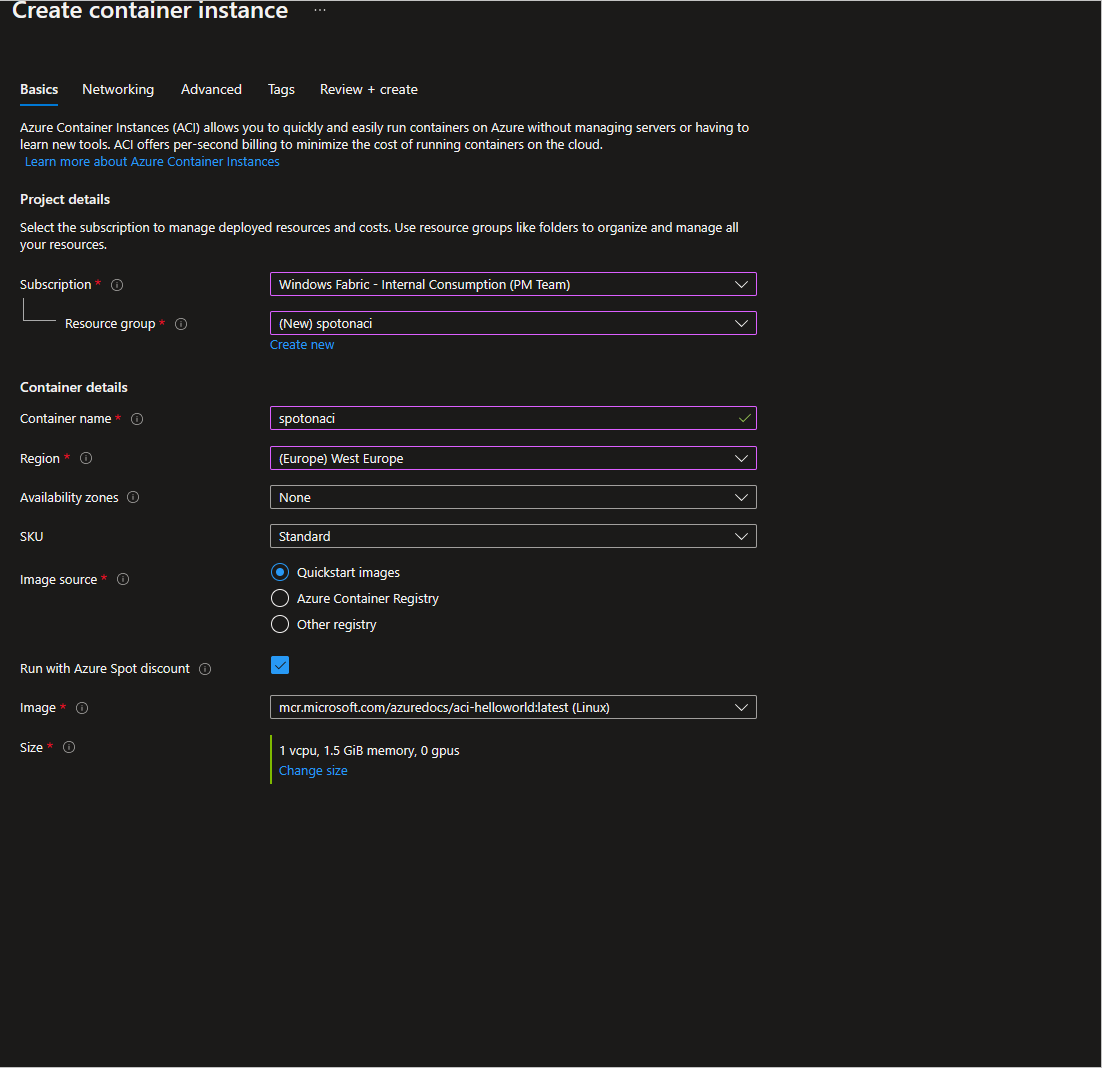 Create container instance ...
Basics Networking Advanced Tags Review + create
Azure Container Instances (ACI) allows you to quickly and easily run containers on Azure without managing servers or having to
learn new tools. ACI offers per-second billing to minimize the cost of running containers on the cloud.
Learn more about Azure Container Instances
Project details
Select the subscription to manage deployed resources and costs. Use resource groups like folders to organize and manage all
your resources.
Subscription * Windows Fabric - Internal Consumption (PM Team)
Resource group * (New) spotonaci
Create new
Container details
Container name * spotonaci
Region * (Europe) West Europe
Availability zones None
SKU Standard
Image source * Quickstart images
Azure Container Registry
Other registry
Run with Azure Spot discount
Image * mcr.microsoft.com/azuredocs/aci-helloworld:latest (Linux)
Size * 1 vcpu, 1.5 GiB memory, 0 gpus
Change size